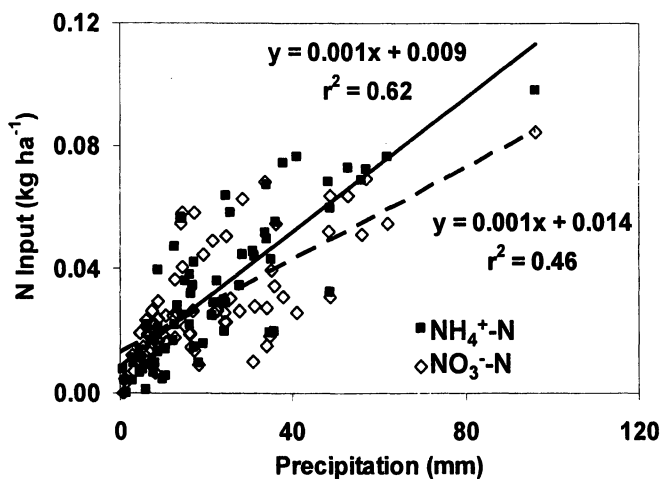 0.12
y = 0.001x + 0.009
r² = 0.62
0.08
N Input (kg ha⁻¹)
y = 0.001x + 0.014
r² = 0.46
0.04
NH₄⁺-N
NO₃⁻-N
0.00
0 40 80 120
Precipitation (mm)